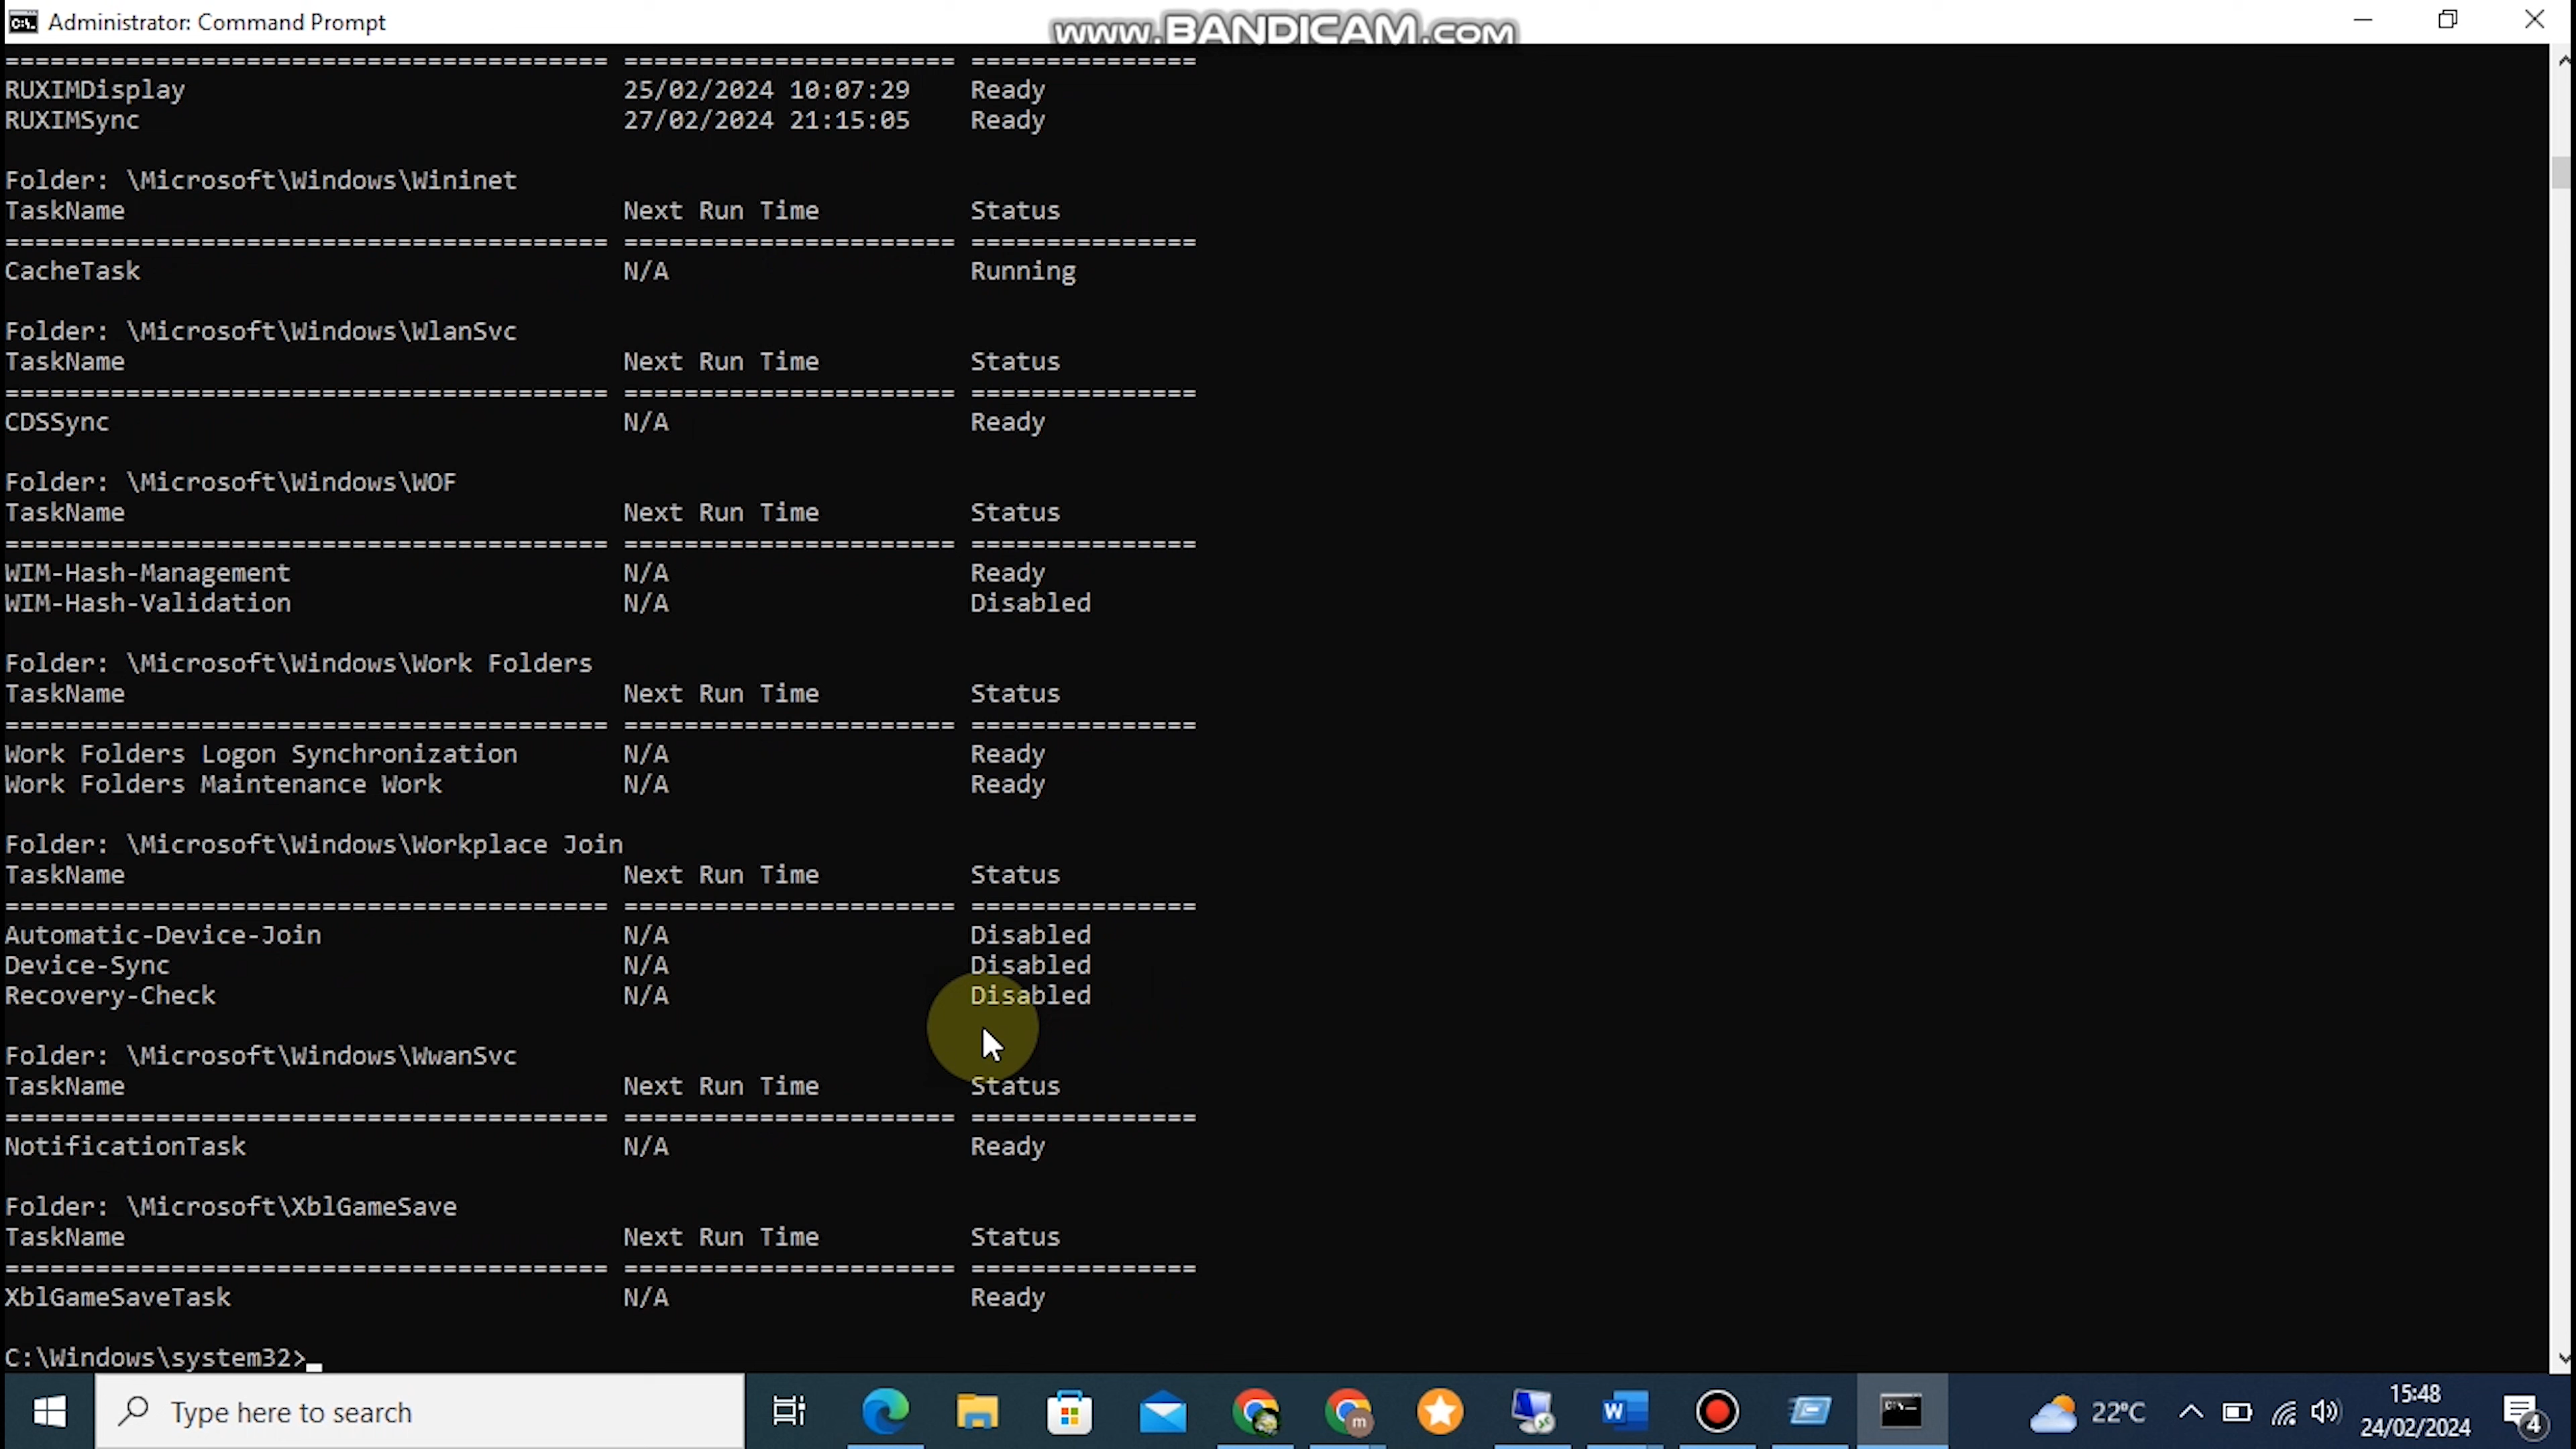 Administrator: Command Prompt
www.BANDICAM.com
======================================== ====================== ===============
RUXIMDisplay 25/02/2024 10:07:29 Ready
RUXIMSync 27/02/2024 21:15:05 Ready
Folder: \Microsoft\Windows\Wininet
TaskName Next Run Time Status
======================================== ====================== ===============
CacheTask N/A Running
Folder: \Microsoft\Windows\WlanSvc
TaskName Next Run Time Status
======================================== ====================== ===============
CDSSync N/A Ready
Folder: \Microsoft\Windows\WOF
TaskName Next Run Time Status
======================================== ====================== ===============
WIM-Hash-Management N/A Ready
WIM-Hash-Validation N/A Disabled
Folder: \Microsoft\Windows\Work Folders
TaskName Next Run Time Status
======================================== ====================== ===============
Work Folders Logon Synchronization N/A Ready
Work Folders Maintenance Work N/A Ready
Folder: \Microsoft\Windows\Workplace Join
TaskName Next Run Time Status
======================================== ====================== ===============
Automatic-Device-Join N/A Disabled
Device-Sync N/A Disabled
Recovery-Check N/A Disabled
Folder: \Microsoft\Windows\WwanSvc
TaskName Next Run Time Status
======================================== ====================== ===============
NotificationTask N/A Ready
Folder: \Microsoft\XblGameSave
TaskName Next Run Time Status
======================================== ====================== ===============
XblGameSaveTask N/A Ready
C:\Windows\system32>_
Type here to search
m
W
22°C
15:48
24/02/2024
4